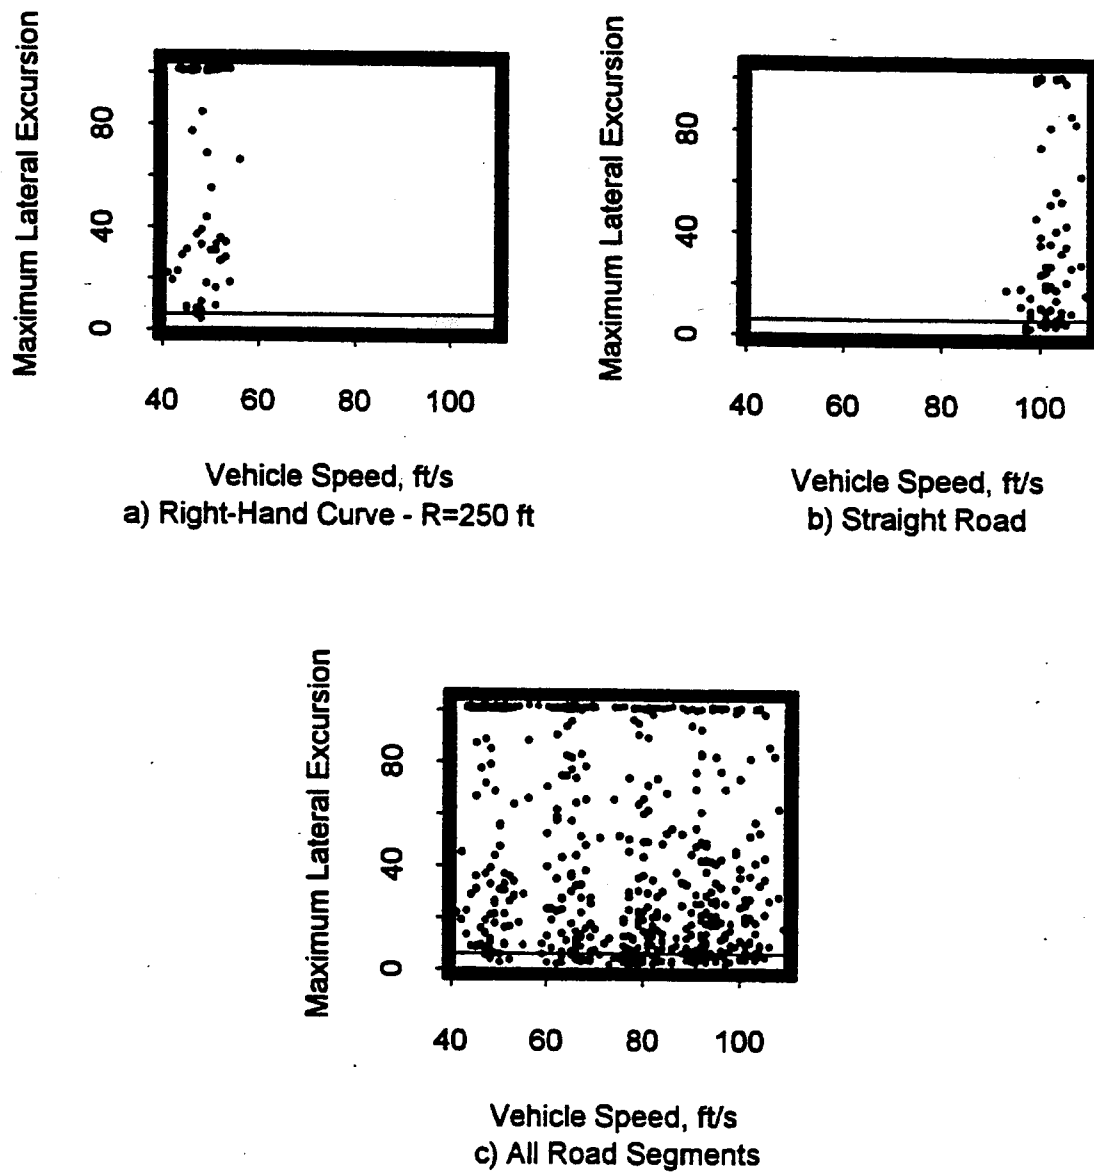 Maximum Lateral Excursion
80
40
0
40 60 80 100
Vehicle Speed, ft/s
a) Right-Hand Curve - R=250 ft
Maximum Lateral Excursion
80
40
0
40 60 80 100
Vehicle Speed, ft/s
b) Straight Road
Maximum Lateral Excursion
80
40
0
40 60 80 100
Vehicle Speed, ft/s
c) All Road Segments